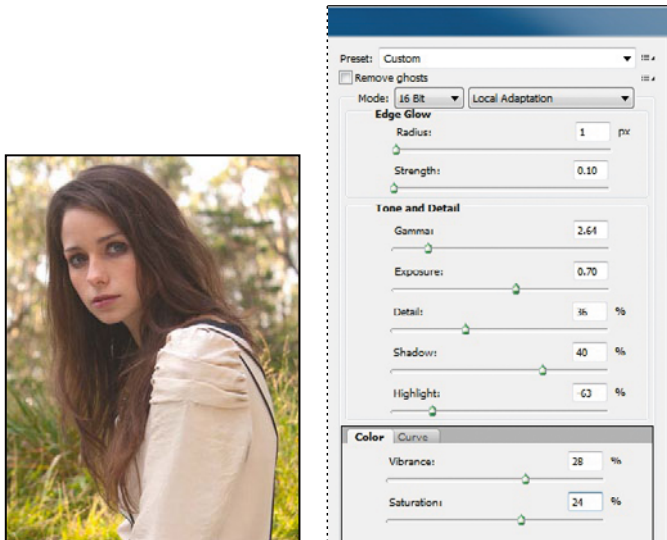 Preset: Custom
Remove ghosts
Mode: 16 Bit Local Adaptation
Edge Glow
Radius: 1 px
Strength: 0.10
Tone and Detail
Gamma: 2.64
Exposure: 0.70
Detail: 36 %
Shadow: 40 %
Highlight: -63 %
Color Curve
Vibrance: 28 %
Saturation: 24 %